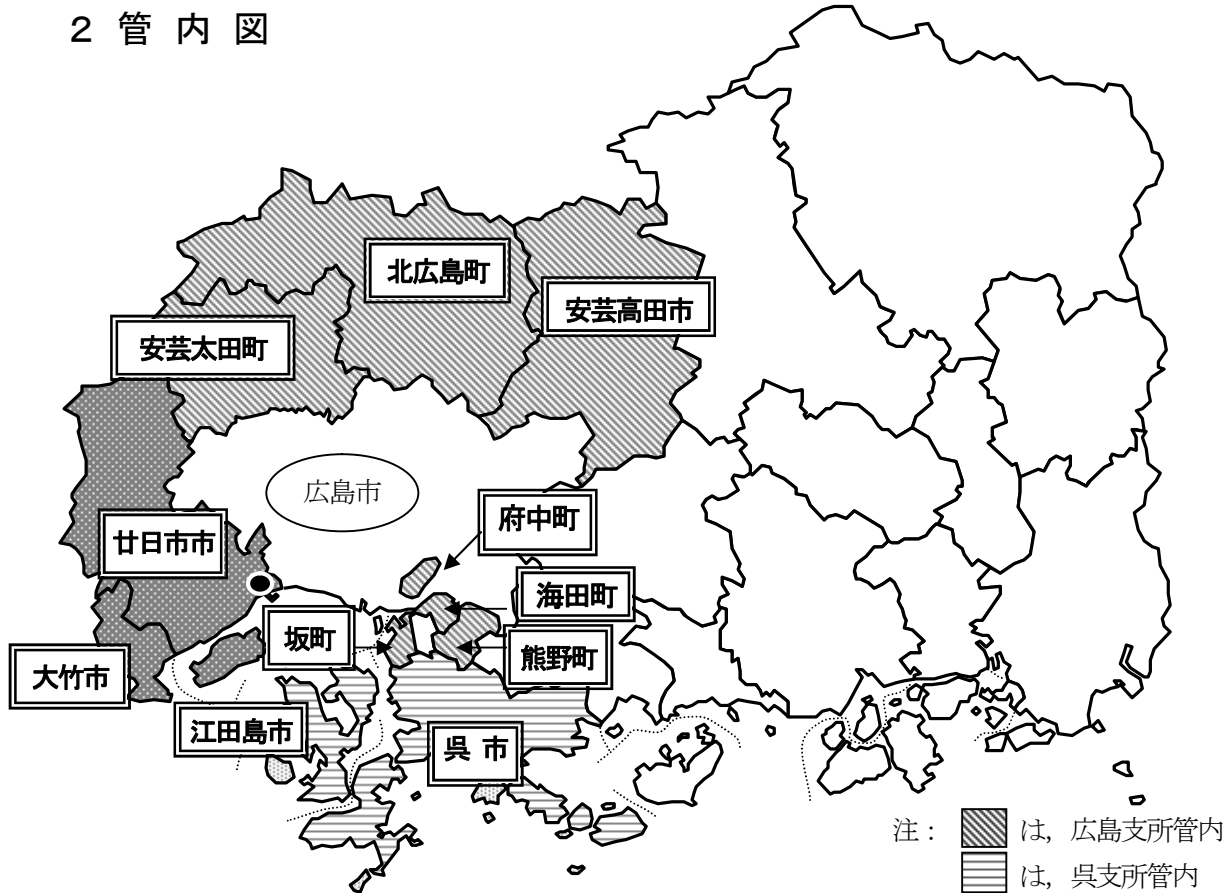 2 管 内 図
北広島町
安芸高田市
安芸太田町
広島市
府中町
廿日市市
海田町
坂町
熊野町
大竹市
江田島市
呉 市
注： は，広島支所管内
は，呉支所管内